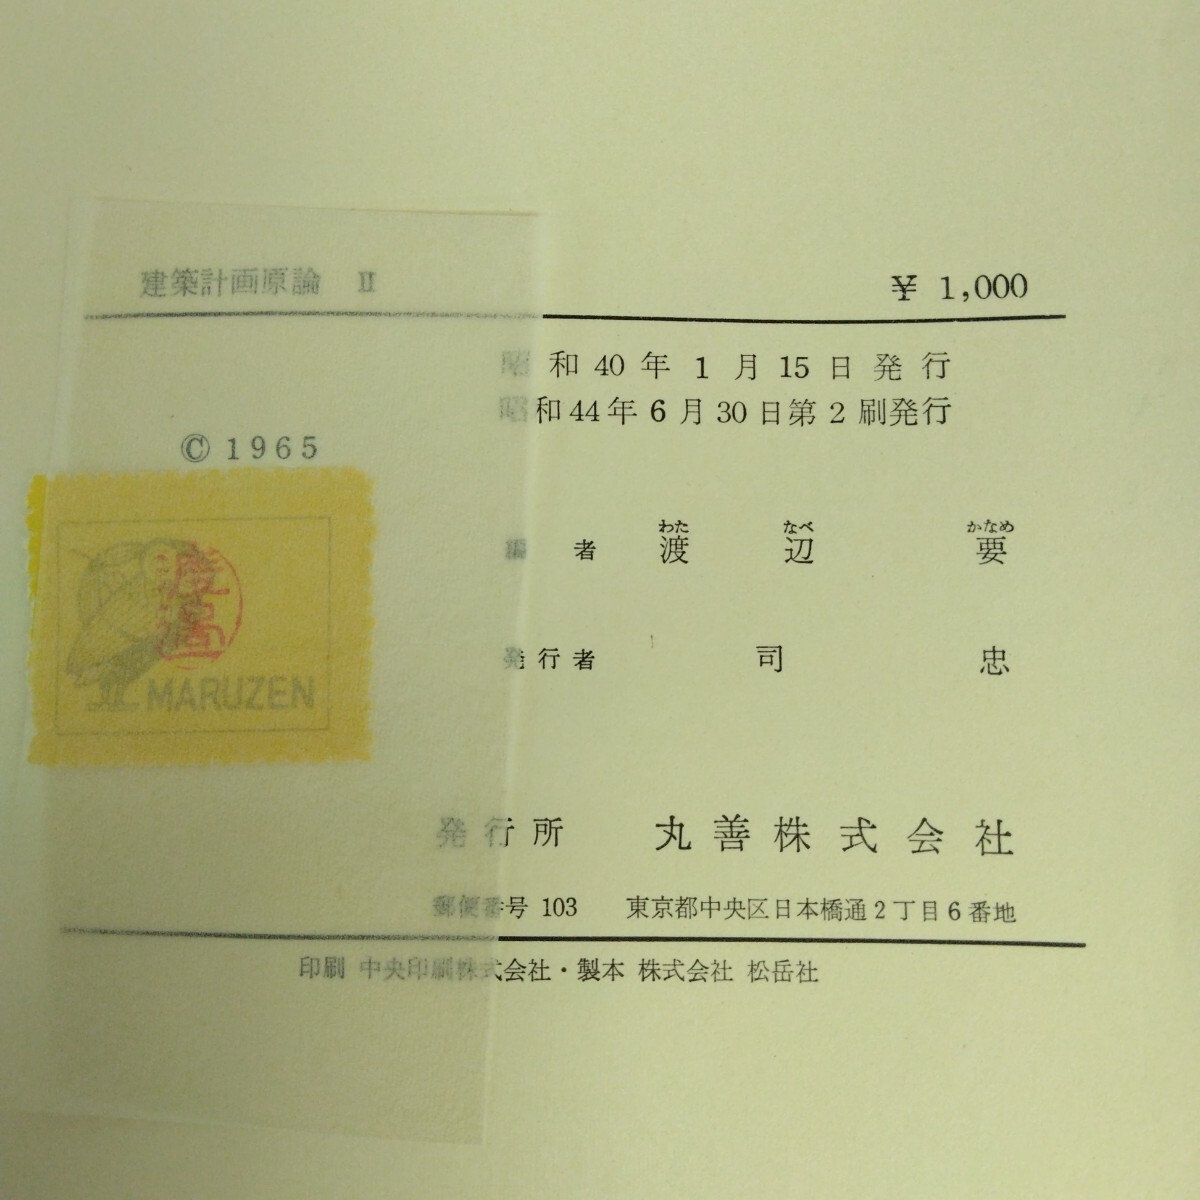 建築計画原論 II
¥ 1,000
昭和40年1月15日発行
昭和44年6月30日第2刷発行
© 1965
わた なべ かなめ
編者 渡辺要
MARUZEN
発行者 司忠
発行所 丸善株式会社
郵便番号 103 東京都中央区日本橋通2丁目6番地
印刷 中央印刷株式会社・製本 株式会社 松岳社